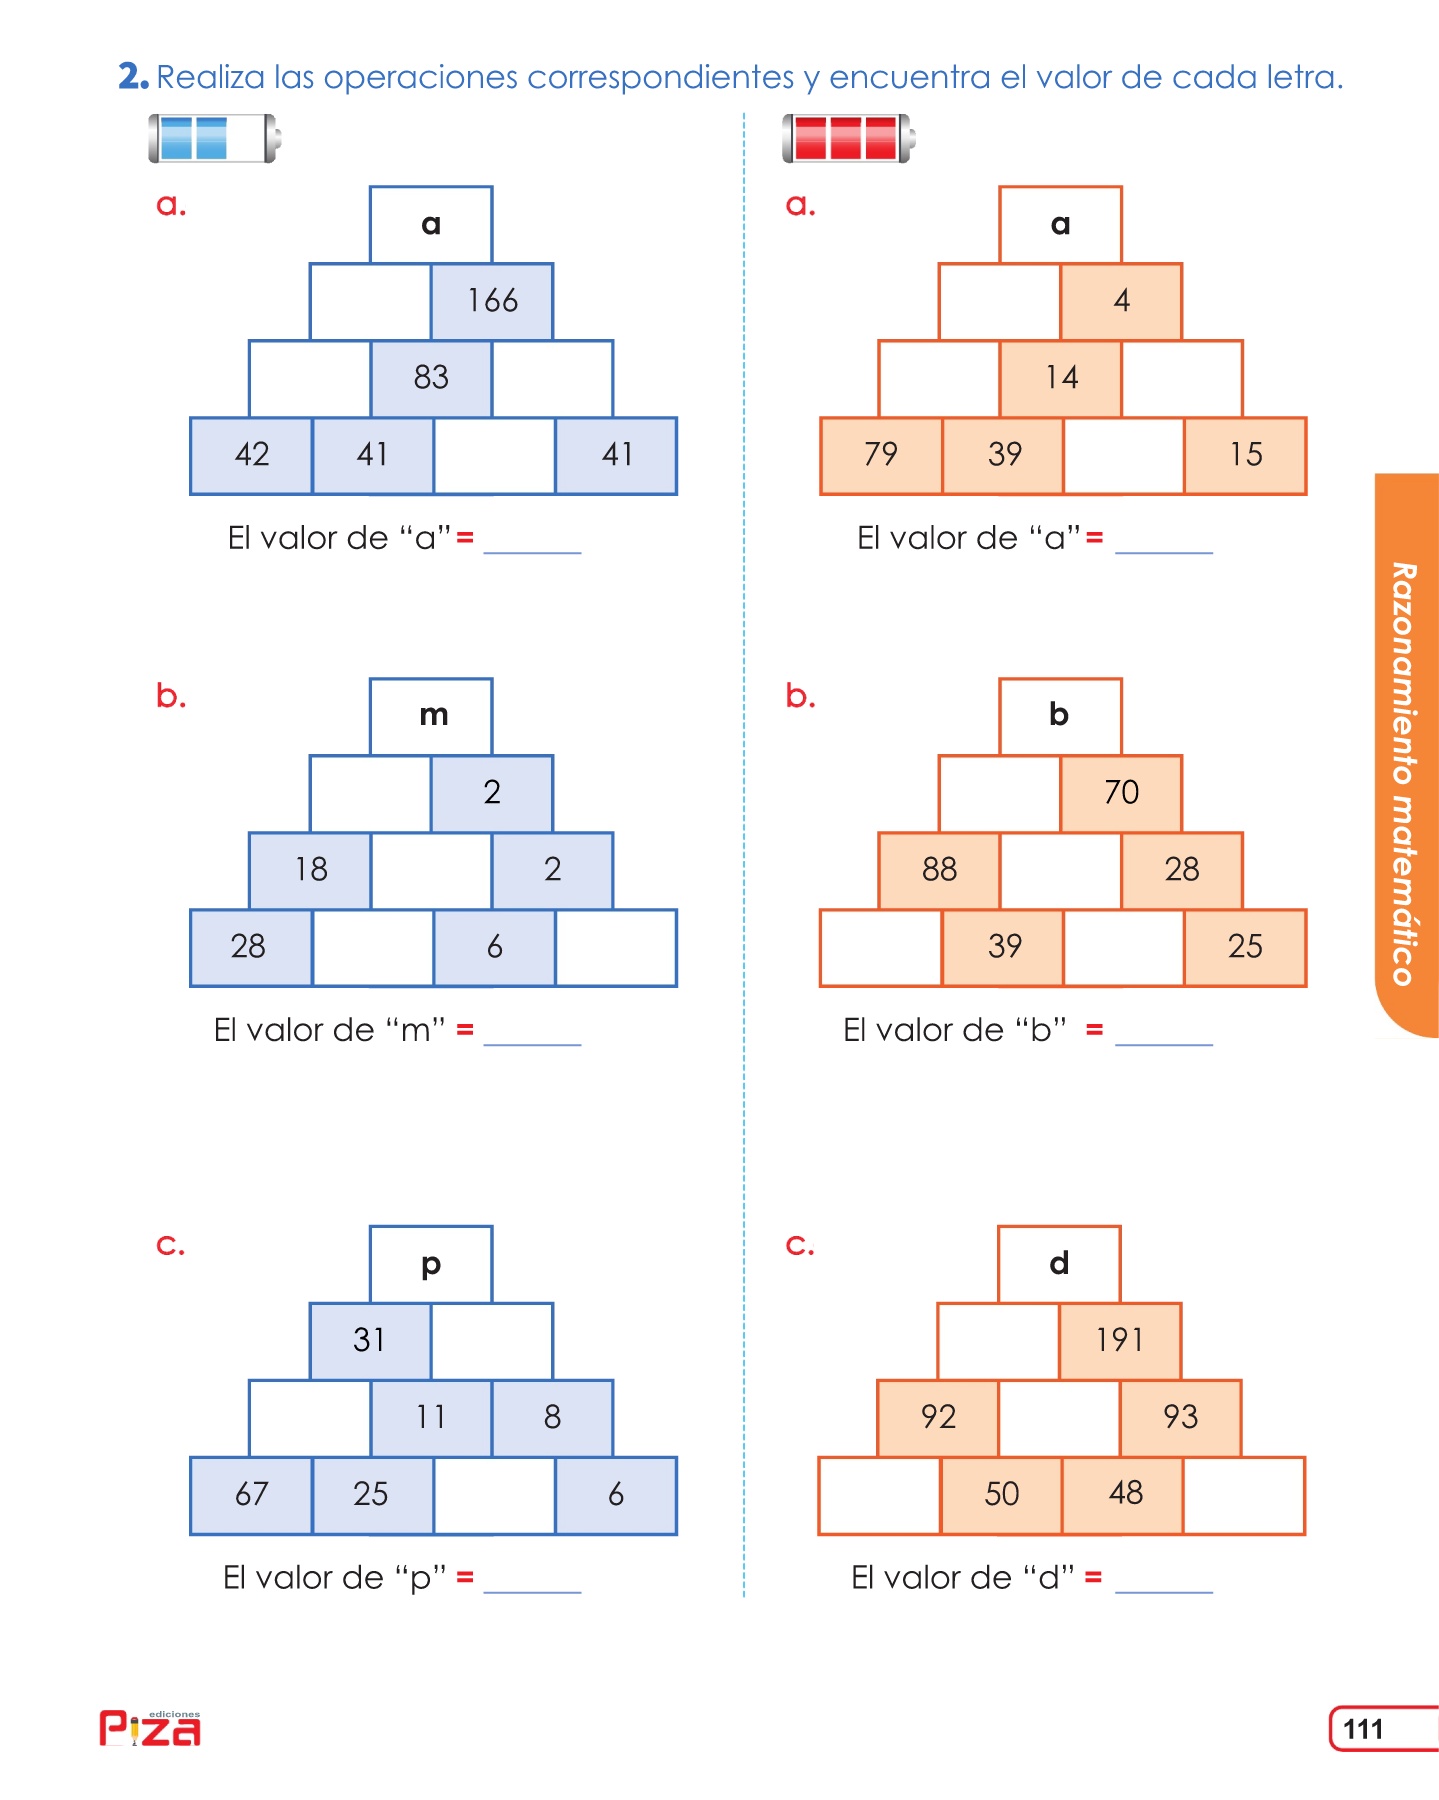 2. Realiza las operaciones correspondientes y encuentra el valor de cada letra.
a.
a
166
83
42 41 41
El valor de “a”= ______
b.
m
2
18 2
28 6
El valor de “m” = ______
c.
p
31
11 8
67 25 6
El valor de “p” = ______
a.
a
4
14
79 39 15
El valor de “a”= ______
b.
b
70
88 28
39 25
El valor de “b” = ______
c.
d
191
92 93
50 48
El valor de “d” = ______
Razonamiento matemático
ediciones
Piza
111